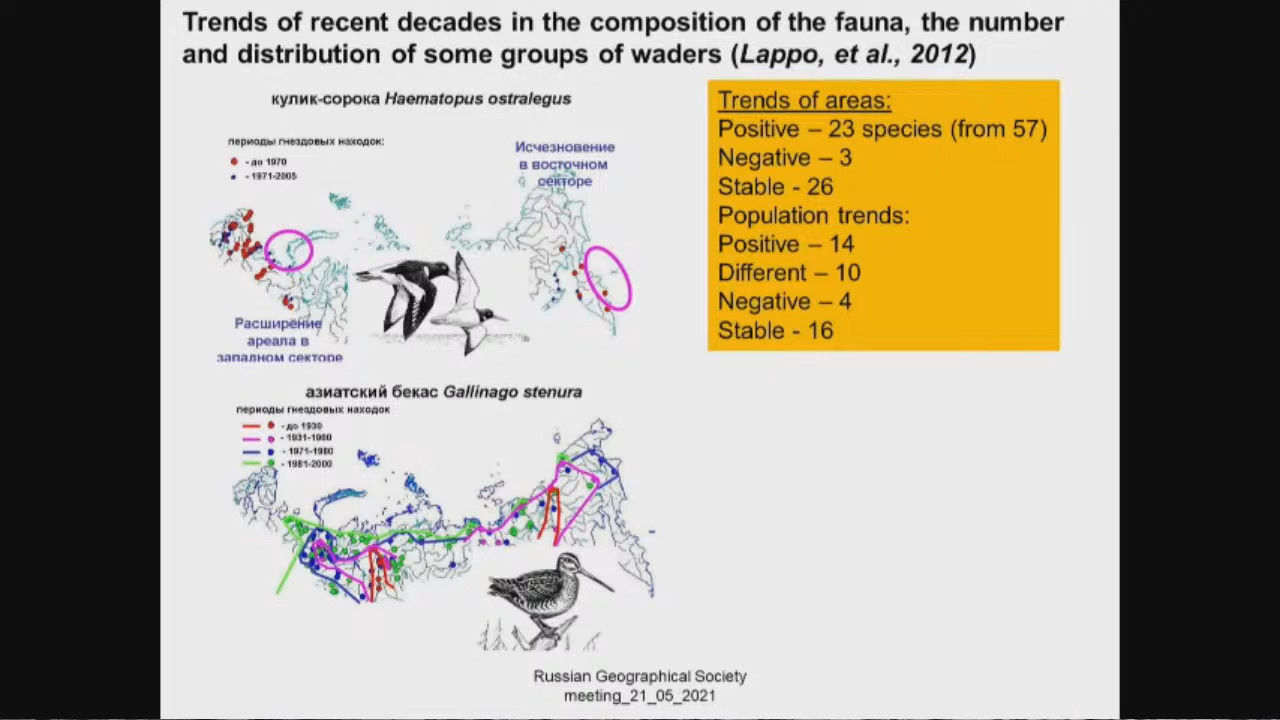 Trends of recent decades in the composition of the fauna, the number
and distribution of some groups of waders (Lappo, et al., 2012)
кулик-сорока Haematopus ostralegus
периоды гнездовых находок:
- до 1970
- 1971-2005
Исчезновение
в восточном
секторе
Расширение
ареала в
западном секторе
Trends of areas:
Positive – 23 species (from 57)
Negative – 3
Stable - 26
Population trends:
Positive – 14
Different – 10
Negative – 4
Stable - 16
азиатский бекас Gallinago stenura
периоды гнездовых находок
- до 1930
- 1931-1960
- 1971-1980
- 1981-2000
Russian Geographical Society
meeting_21_05_2021